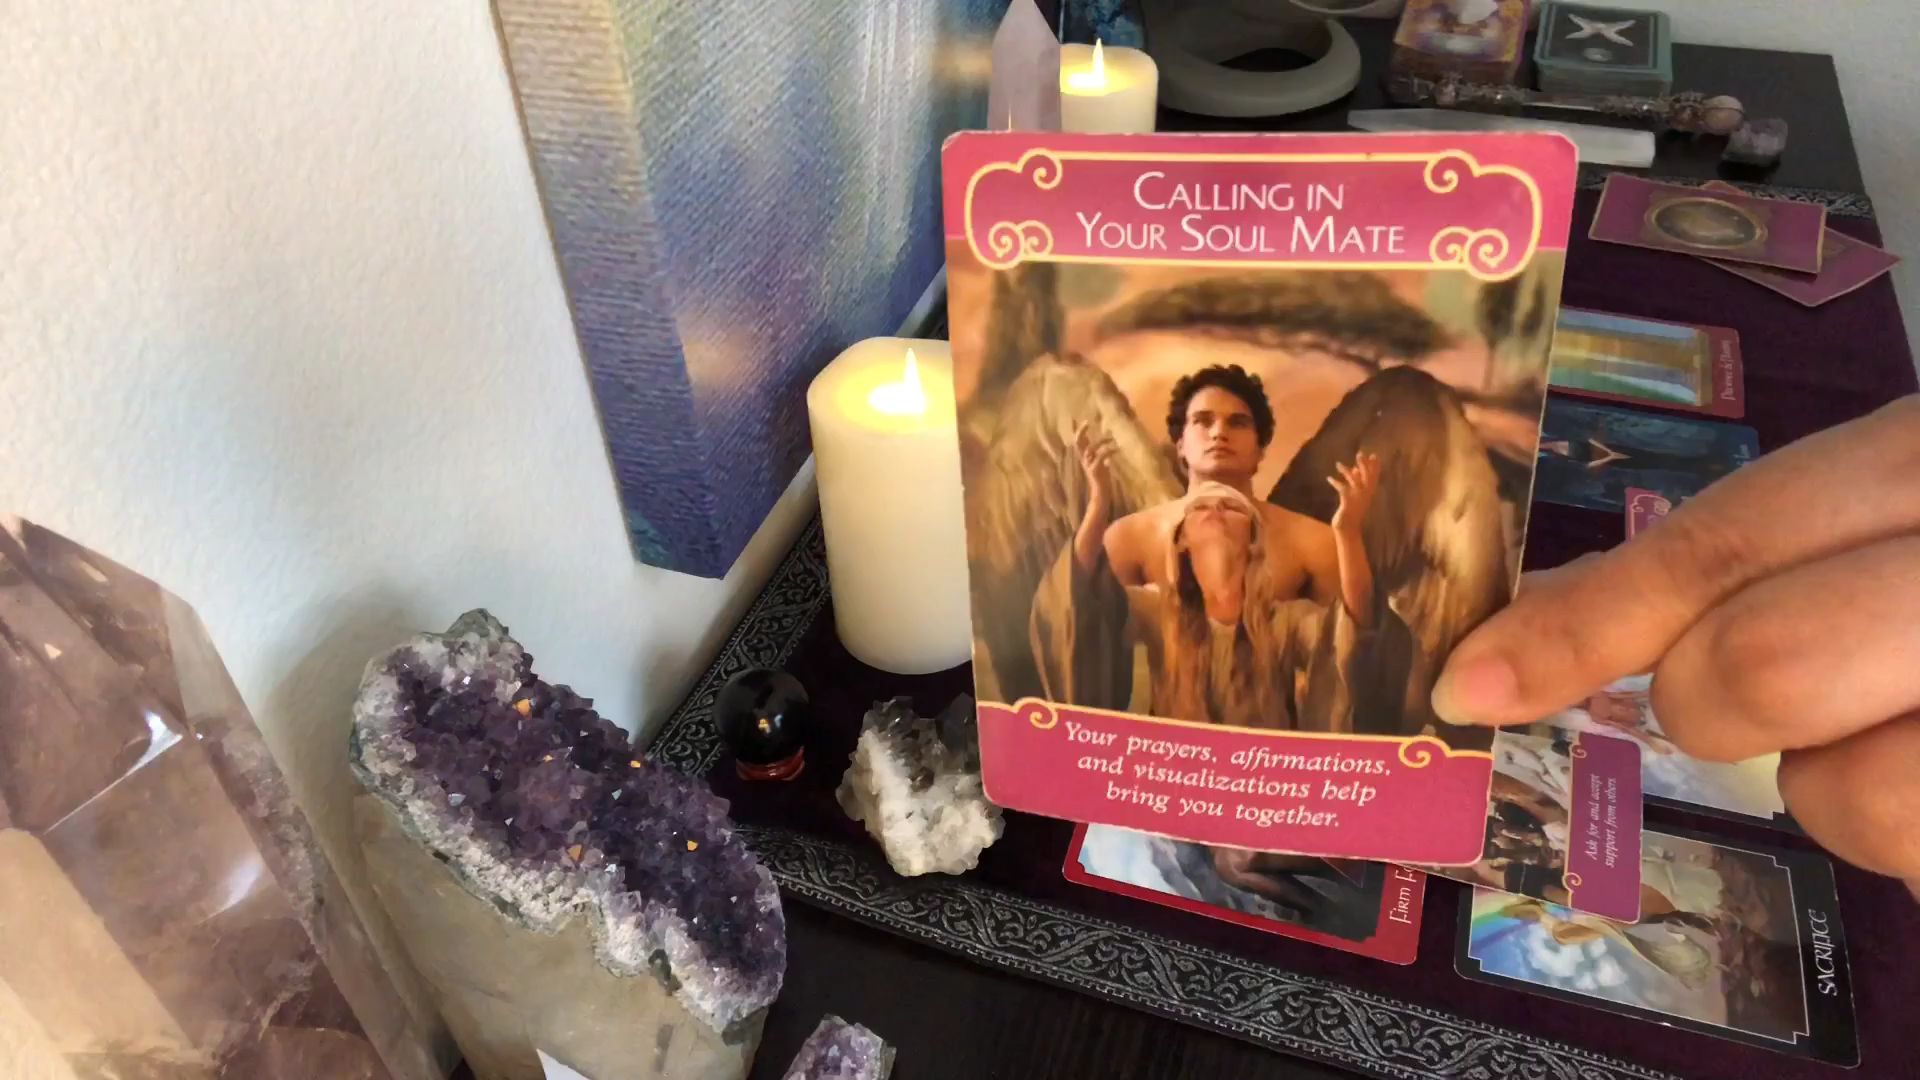 CALLING IN
YOUR SOUL MATE
Your prayers, affirmations,
and visualizations help
bring you together.
Ask for and accept
support from others
FIRM
SACRIFICE